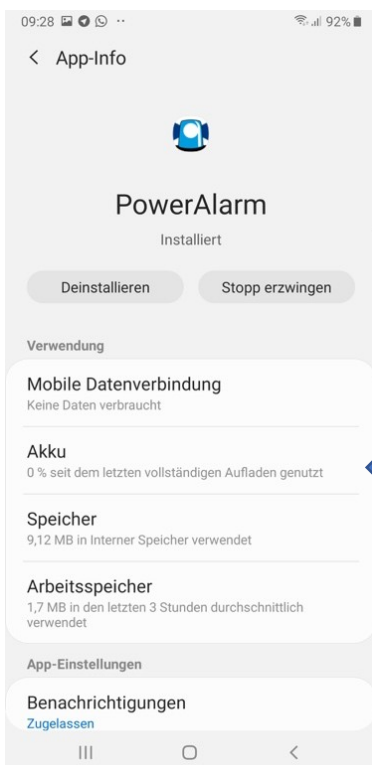 09:28
92%
App-Info
PowerAlarm
Installiert
Deinstallieren
Stopp erzwingen
Verwendung
Mobile Datenverbindung
Keine Daten verbraucht
Akku
0 % seit dem letzten vollständigen Aufladen genutzt
Speicher
9,12 MB in Interner Speicher verwendet
Arbeitsspeicher
1,7 MB in den letzten 3 Stunden durchschnittlich
verwendet
App-Einstellungen
Benachrichtigungen
Zugelassen